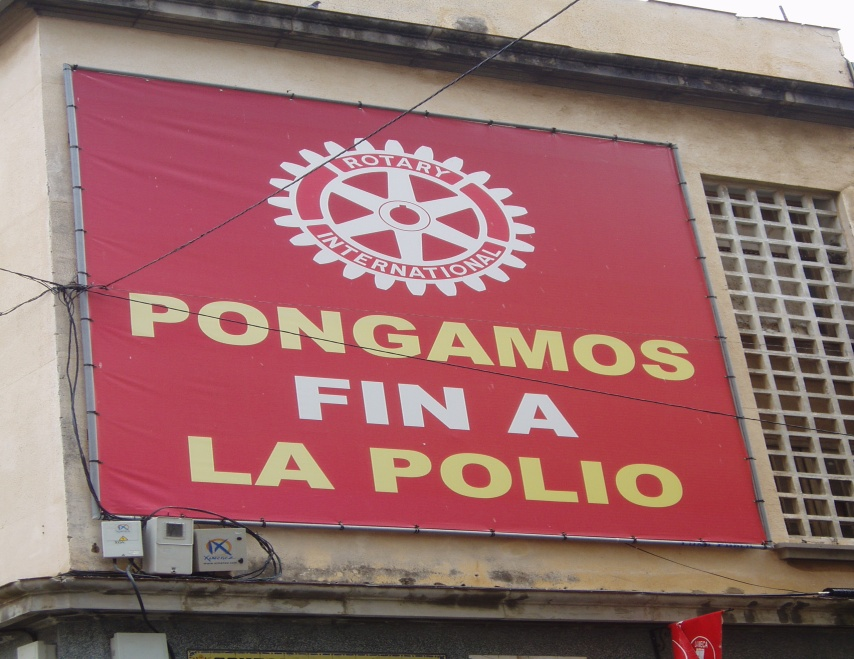 ROTARY
INTERNATIONAL
PONGAMOS
FIN A
LA POLIO